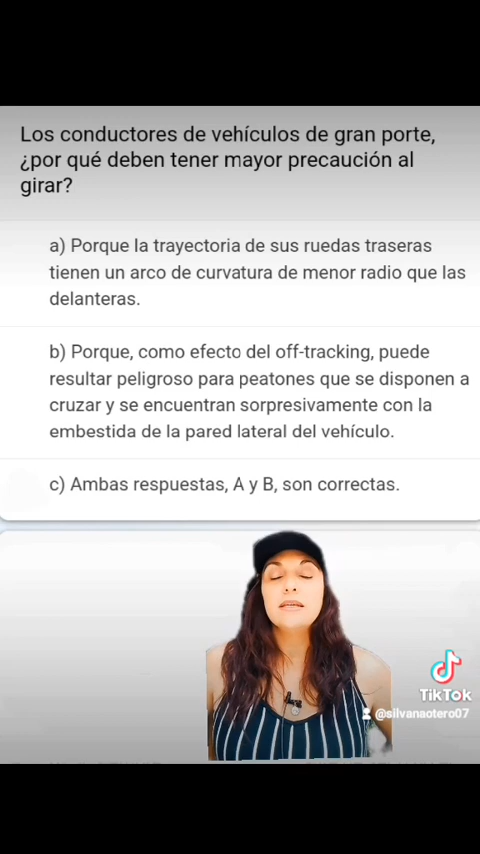 Los conductores de vehículos de gran porte,
¿por qué deben tener mayor precaución al
girar?
a) Porque la trayectoria de sus ruedas traseras
tienen un arco de curvatura de menor radio que las
delanteras.
b) Porque, como efecto del off-tracking, puede
resultar peligroso para peatones que se disponen a
cruzar y se encuentran sorpresivamente con la
embestida de la pared lateral del vehículo.
c) Ambas respuestas, A y B, son correctas.
TikTok
@silvanaotero07